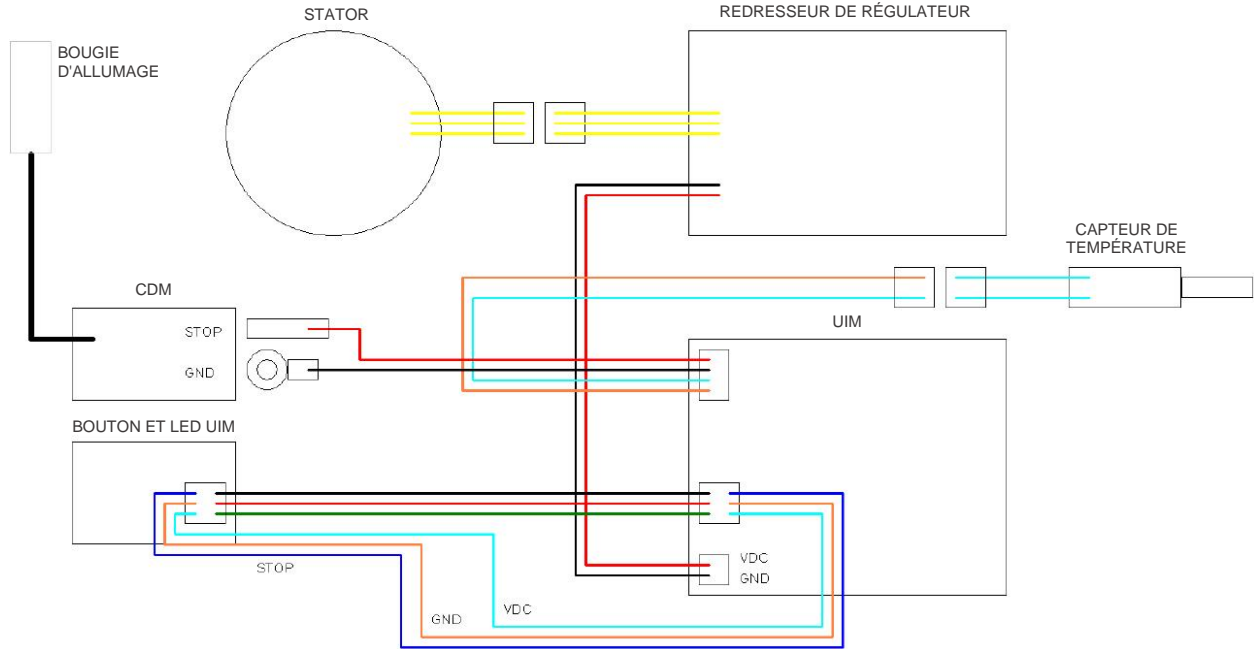 STATOR
REDRESSEUR DE RÉGULATEUR
BOUGIE
D'ALLUMAGE
CAPTEUR DE
TEMPÉRATURE
CDM
UIM
STOP
GND
BOUTON ET LED UIM
VDC
GND
STOP
VDC
GND